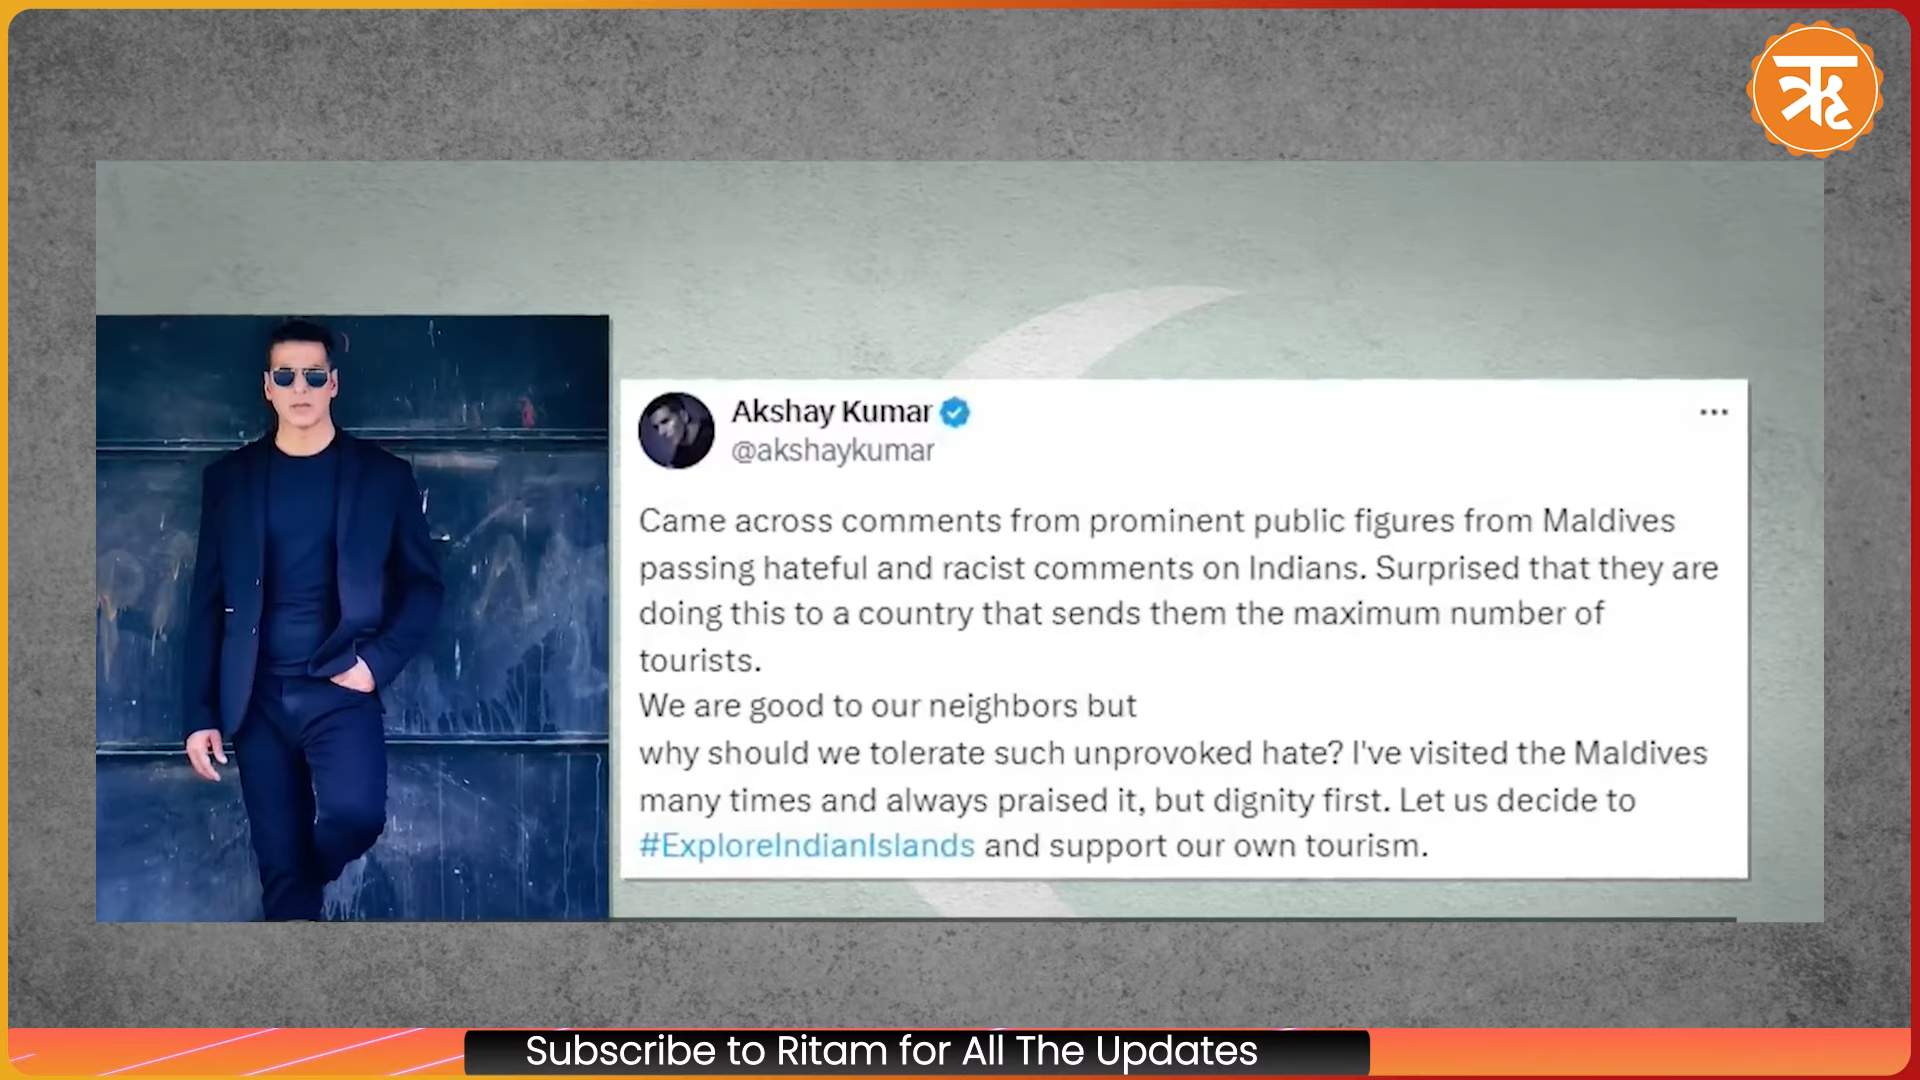 ऋ
Akshay Kumar
@akshaykumar
Came across comments from prominent public figures from Maldives
passing hateful and racist comments on Indians. Surprised that they are
doing this to a country that sends them the maximum number of
tourists.
We are good to our neighbors but
why should we tolerate such unprovoked hate? I've visited the Maldives
many times and always praised it, but dignity first. Let us decide to
#ExploreIndianIslands and support our own tourism.
Subscribe to Ritam for All The Updates